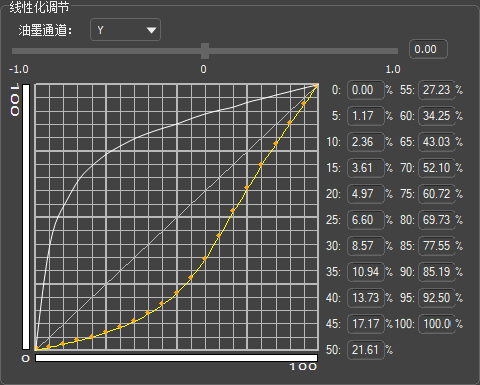 线性化调节
油墨通道： Y
0.00
-1.0 0 1.0
100
0 100
0: 0.00 % 55: 27.23 %
5: 1.17 % 60: 34.25 %
10: 2.36 % 65: 43.03 %
15: 3.61 % 70: 52.10 %
20: 4.97 % 75: 60.72 %
25: 6.60 % 80: 69.73 %
30: 8.57 % 85: 77.55 %
35: 10.94 % 90: 85.19 %
40: 13.73 % 95: 92.50 %
45: 17.17 % 100: 100.0 %
50: 21.61 %